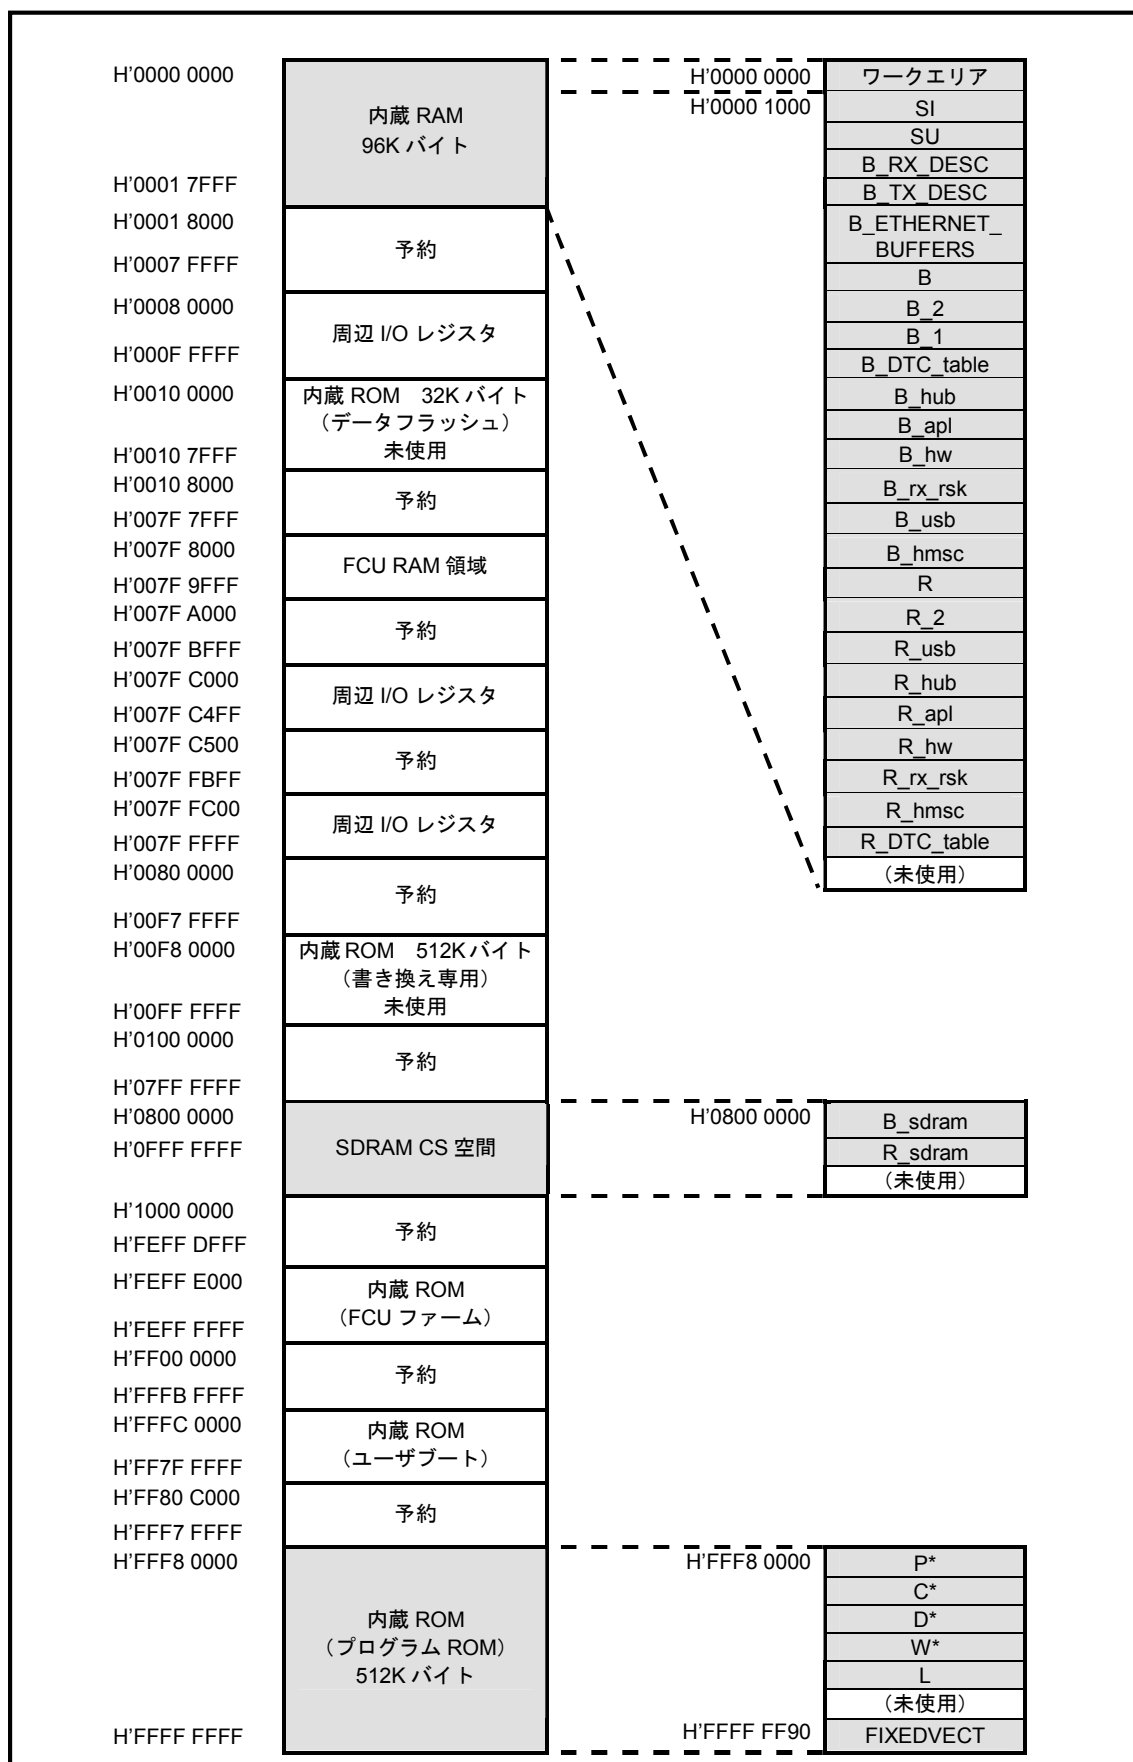 H'0000 0000
内蔵 RAM
96K バイト
H'0001 7FFF
H'0001 8000
予約
H'0007 FFFF
H'0008 0000
周辺 I/O レジスタ
H'000F FFFF
H'0010 0000
内蔵 ROM 32K バイト
（データフラッシュ）
未使用
H'0010 7FFF
H'0010 8000
予約
H'007F 7FFF
H'007F 8000
FCU RAM 領域
H'007F 9FFF
H'007F A000
予約
H'007F BFFF
H'007F C000
周辺 I/O レジスタ
H'007F C4FF
H'007F C500
予約
H'007F FBFF
H'007F FC00
周辺 I/O レジスタ
H'007F FFFF
H'0080 0000
予約
H'00F7 FFFF
H'00F8 0000
内蔵 ROM 512K バイト
（書き換え専用）
未使用
H'00FF FFFF
H'0100 0000
予約
H'07FF FFFF
H'0800 0000
SDRAM CS 空間
H'0FFF FFFF
H'1000 0000
予約
H'FEFF DFFF
H'FEFF E000
内蔵 ROM
（FCU ファーム）
H'FEFF FFFF
H'FF00 0000
予約
H'FFFB FFFF
H'FFFC 0000
内蔵 ROM
（ユーザブート）
H'FF7F FFFF
H'FF80 C000
予約
H'FFF7 FFFF
H'FFF8 0000
内蔵 ROM
（プログラム ROM）
512K バイト
H'FFFF FFFF
H'0000 0000 ワークエリア
H'0000 1000 SI
SU
B_RX_DESC
B_TX_DESC
B_ETHERNET_
BUFFERS
B
B_2
B_1
B_DTC_table
B_hub
B_apl
B_hw
B_rx_rsk
B_usb
B_hmsc
R
R_2
R_usb
R_hub
R_apl
R_hw
R_rx_rsk
R_hmsc
R_DTC_table
（未使用）
H'0800 0000 B_sdram
R_sdram
（未使用）
H'FFF8 0000 P*
C*
D*
W*
L
（未使用）
H'FFFF FF90 FIXEDVECT